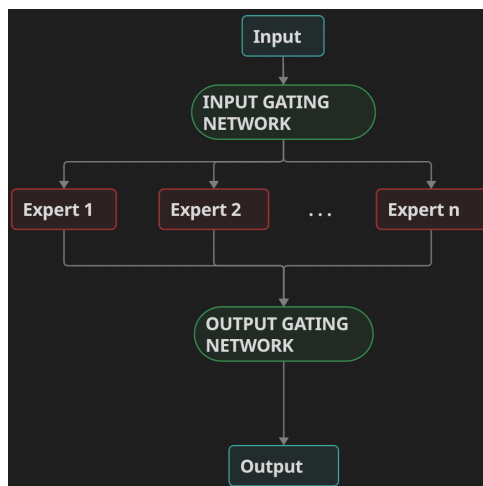 Input
INPUT GATING
NETWORK
Expert 1 Expert 2 ... Expert n
OUTPUT GATING
NETWORK
Output